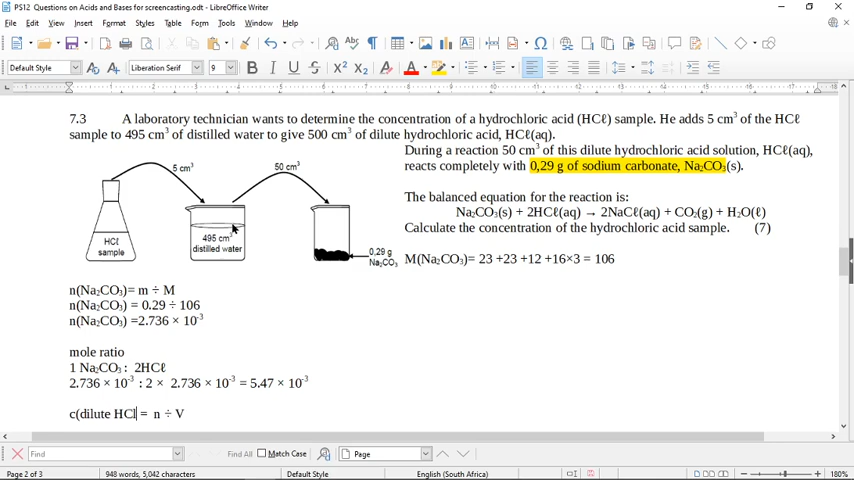 PS12 Questions on Acids and Bases for screencasting.odt - LibreOffice Writer
File Edit View Insert Format Styles Table Form Tools Window Help
Default Style Liberation Serif 9
7.3 A laboratory technician wants to determine the concentration of a hydrochloric acid (HCℓ) sample. He adds 5 cm³ of the HCℓ
sample to 495 cm³ of distilled water to give 500 cm³ of dilute hydrochloric acid, HCℓ(aq).
During a reaction 50 cm³ of this dilute hydrochloric acid solution, HCℓ(aq),
reacts completely with 0,29 g of sodium carbonate, Na₂CO₃(s).
5 cm³
50 cm³
HCℓ
sample
495 cm³
distilled water
0,29 g
Na₂CO₃
The balanced equation for the reaction is:
Na₂CO₃(s) + 2HCℓ(aq) → 2NaCℓ(aq) + CO₂(g) + H₂O(ℓ)
Calculate the concentration of the hydrochloric acid sample. (7)
M(Na₂CO₃)= 23 +23 +12 +16×3 = 106
n(Na₂CO₃)= m ÷ M
n(Na₂CO₃) = 0.29 ÷ 106
n(Na₂CO₃) =2.736 × 10⁻³
mole ratio
1 Na₂CO₃ : 2HCℓ
2.736 × 10⁻³ : 2 × 2.736 × 10⁻³ = 5.47 × 10⁻³
c(dilute HCl = n ÷ V
Find Find All Match Case Page
Page 2 of 3 948 words, 5,042 characters Default Style English (South Africa) 180%